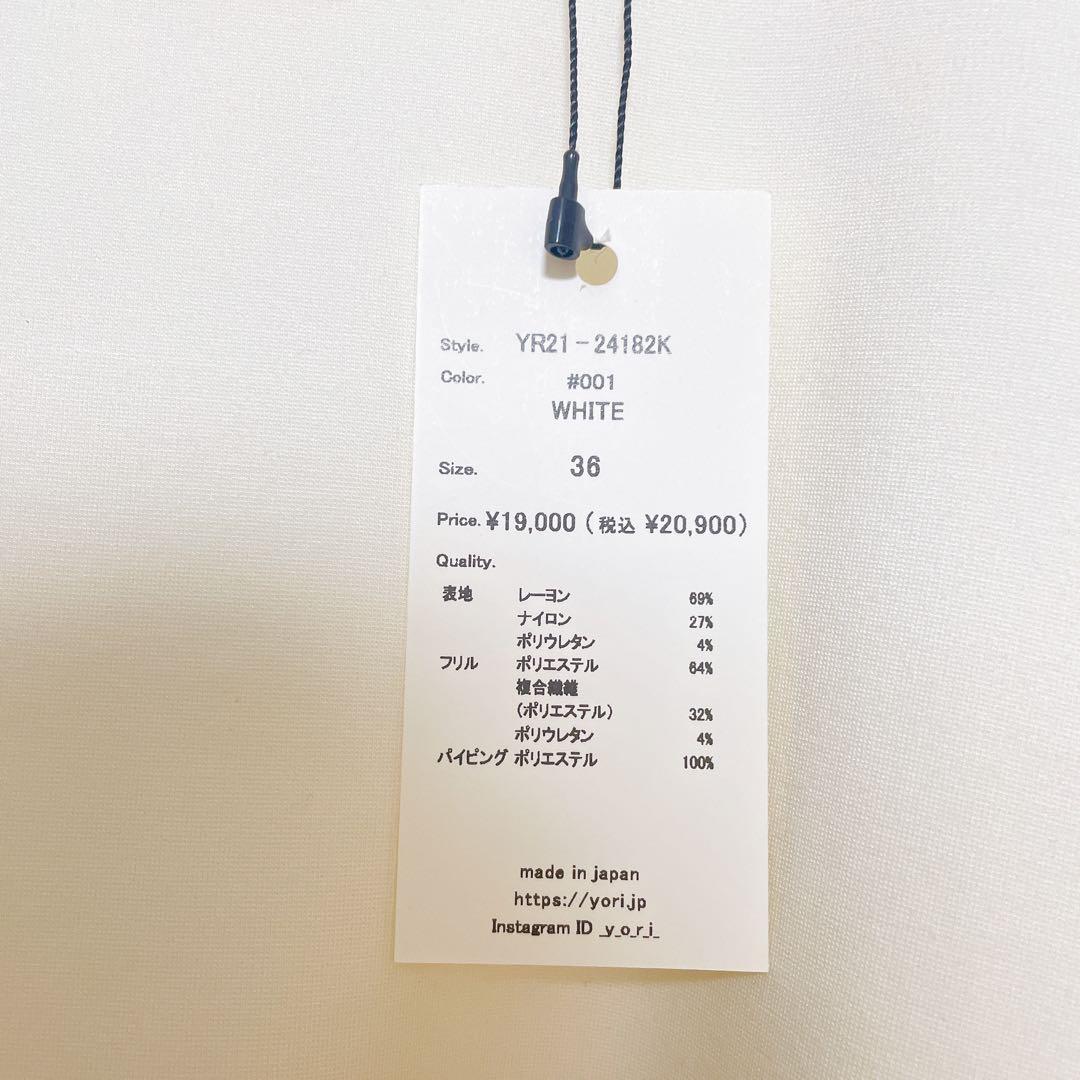 Style. YR21-24182K
Color. #001
WHITE
Size. 36
Price. ¥19,000 (税込 ¥20,900)
Quality.
表地 レーヨン 69%
ナイロン 27%
ポリウレタン 4%
フリル ポリエステル 64%
複合繊維
(ポリエステル) 32%
ポリウレタン 4%
パイピング ポリエステル 100%
made in japan
https://yori.jp
Instagram ID _y_o_r_i_